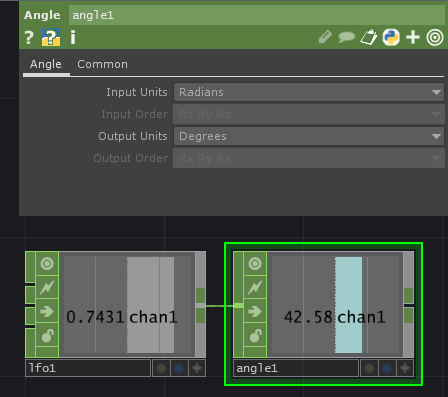 Angle angle1
? ? i
Angle Common
Input Units Radians
Input Order Rx Ry Rz
Output Units Degrees
Output Order Rx Ry Rz
0.7431 chan1
42.58 chan1
lfo1
angle1